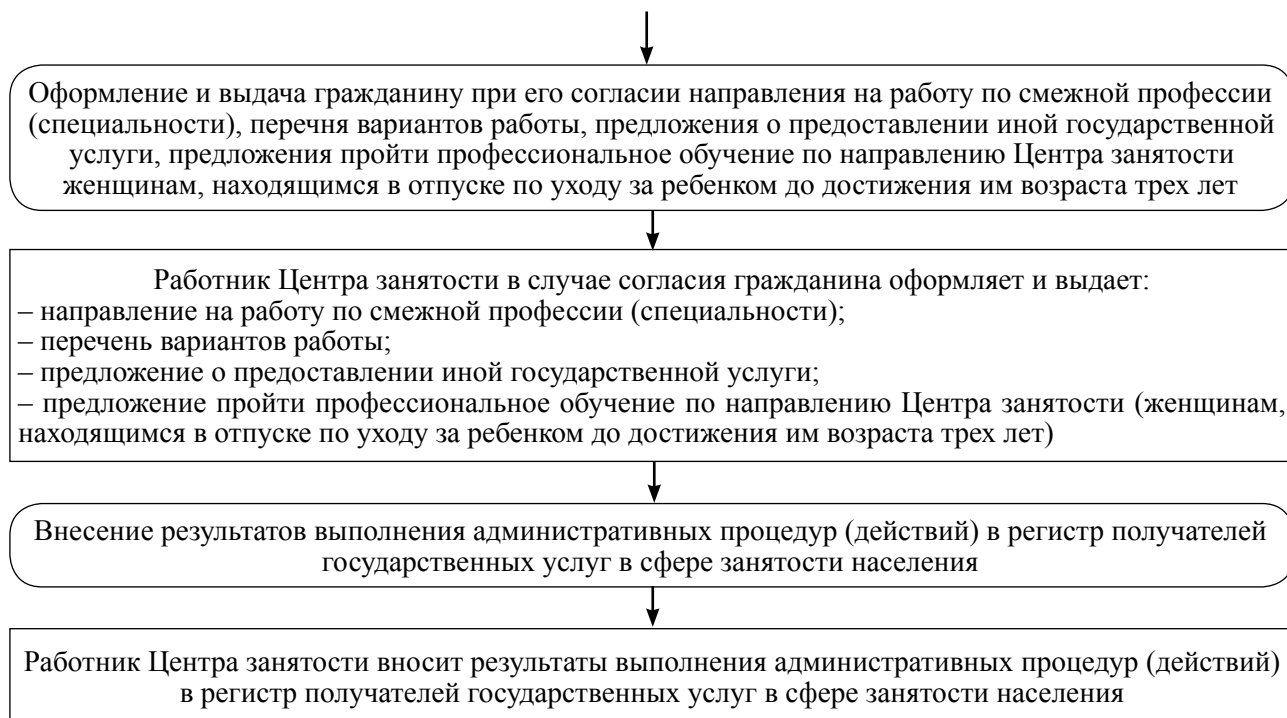 Оформление и выдача гражданину при его согласии направления на работу по смежной профессии
(специальности), перечня вариантов работы, предложения о предоставлении иной государственной
услуги, предложения пройти профессиональное обучение по направлению Центра занятости
женщинам, находящимся в отпуске по уходу за ребенком до достижения им возраста трех лет
Работник Центра занятости в случае согласия гражданина оформляет и выдает:
– направление на работу по смежной профессии (специальности);
– перечень вариантов работы;
– предложение о предоставлении иной государственной услуги;
– предложение пройти профессиональное обучение по направлению Центра занятости (женщинам,
находящимся в отпуске по уходу за ребенком до достижения им возраста трех лет)
Внесение результатов выполнения административных процедур (действий) в регистр получателей
государственных услуг в сфере занятости населения
Работник Центра занятости вносит результаты выполнения административных процедур (действий)
в регистр получателей государственных услуг в сфере занятости населения